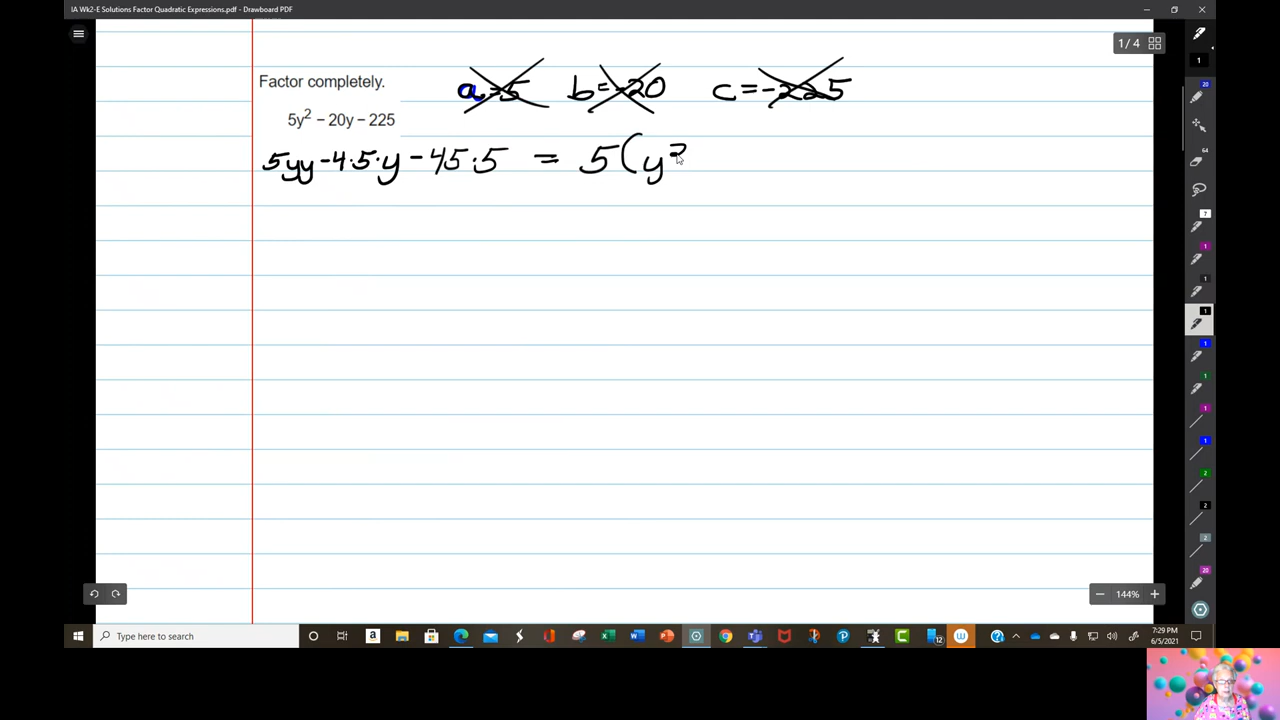 IA Wk2-E Solutions Factor Quadratic Expressions.pdf - Drawboard PDF
1 / 4
Factor completely.
a=5 b=-20 c=-225
5y² − 20y − 225
5yy-4·5·y-45·5 = 5(y²
144%
Type here to search
7:29 PM
6/5/2021